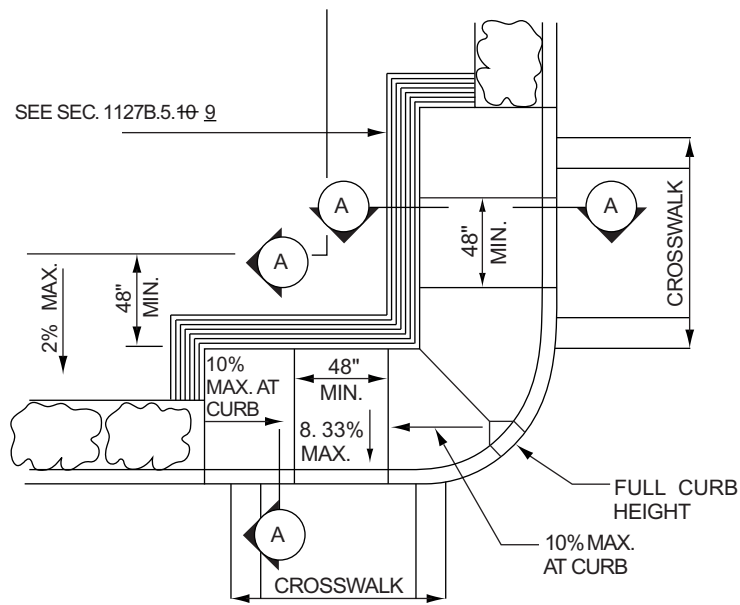 SEE SEC. 1127B.5.10 9
A
A
A
48"
MIN.
CROSSWALK
2% MAX.
48"
MIN.
10%
MAX. AT
CURB
48"
MIN.
8. 33%
MAX.
FULL CURB
HEIGHT
A
10% MAX.
AT CURB
CROSSWALK